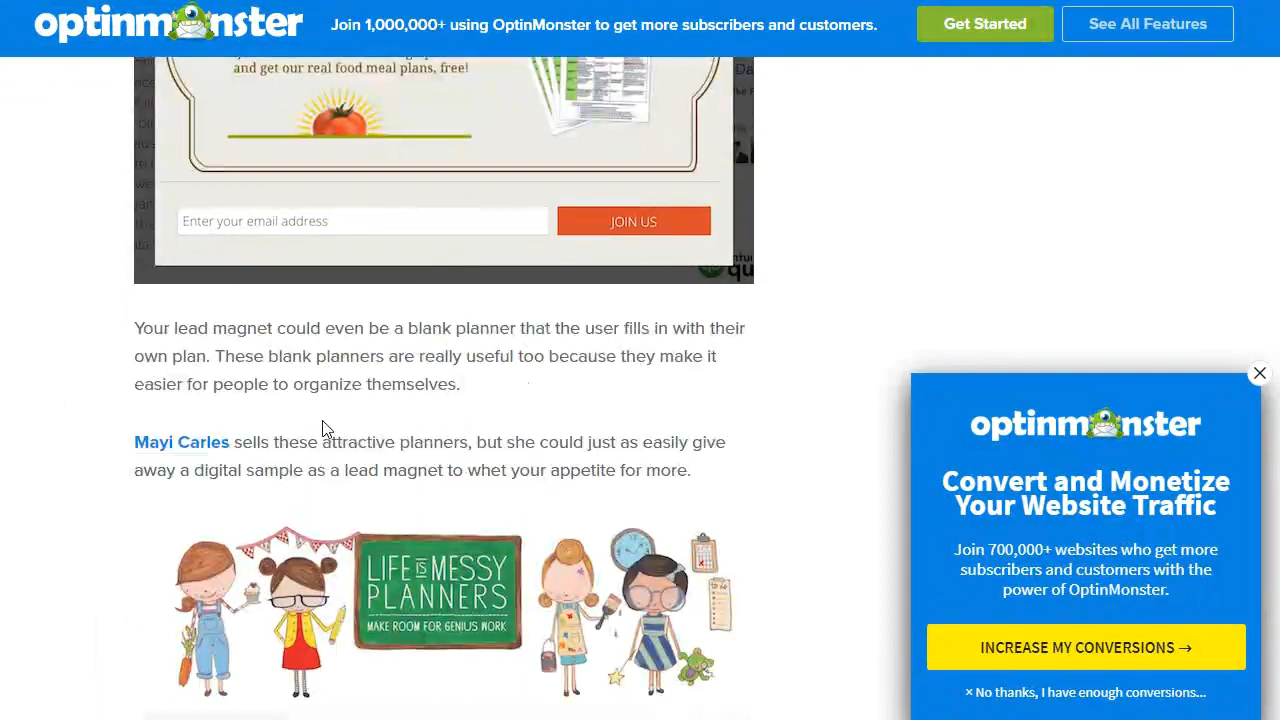 optinmonster
Join 1,000,000+ using OptinMonster to get more subscribers and customers.
Get Started
See All Features
and get our real food meal plans, free!
Enter your email address
JOIN US
Your lead magnet could even be a blank planner that the user fills in with their
own plan. These blank planners are really useful too because they make it
easier for people to organize themselves.
Mayi Carles sells these attractive planners, but she could just as easily give
away a digital sample as a lead magnet to whet your appetite for more.
LIFE IS MESSY
PLANNERS
MAKE ROOM FOR GENIUS WORK
optinmonster
Convert and Monetize
Your Website Traffic
Join 700,000+ websites who get more
subscribers and customers with the
power of OptinMonster.
INCREASE MY CONVERSIONS →
× No thanks, I have enough conversions...